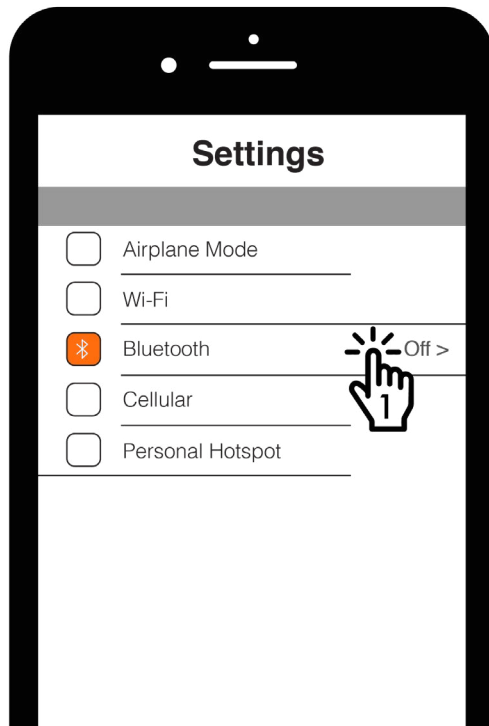 Settings
Airplane Mode
Wi-Fi
Bluetooth Off >
Cellular
1
Personal Hotspot